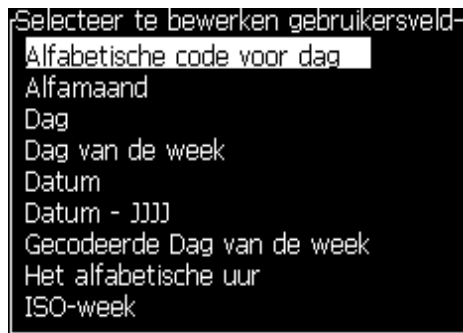 Selecteer te bewerken gebruikersveld
Alfabetische code voor dag
Alfamaand
Dag
Dag van de week
Datum
Datum - JJJJ
Gecodeerde Dag van de week
Het alfabetische uur
ISO-week